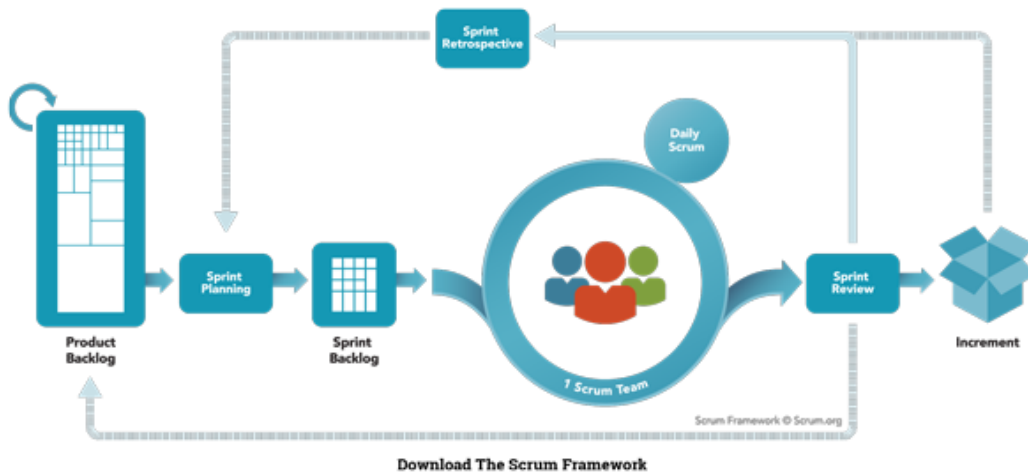 Sprint
Retrospective
Daily
Scrum
Sprint
Planning
Sprint
Review
Product
Backlog
Sprint
Backlog
Increment
1 Scrum Team
Scrum Framework © Scrum.org
Download The Scrum Framework